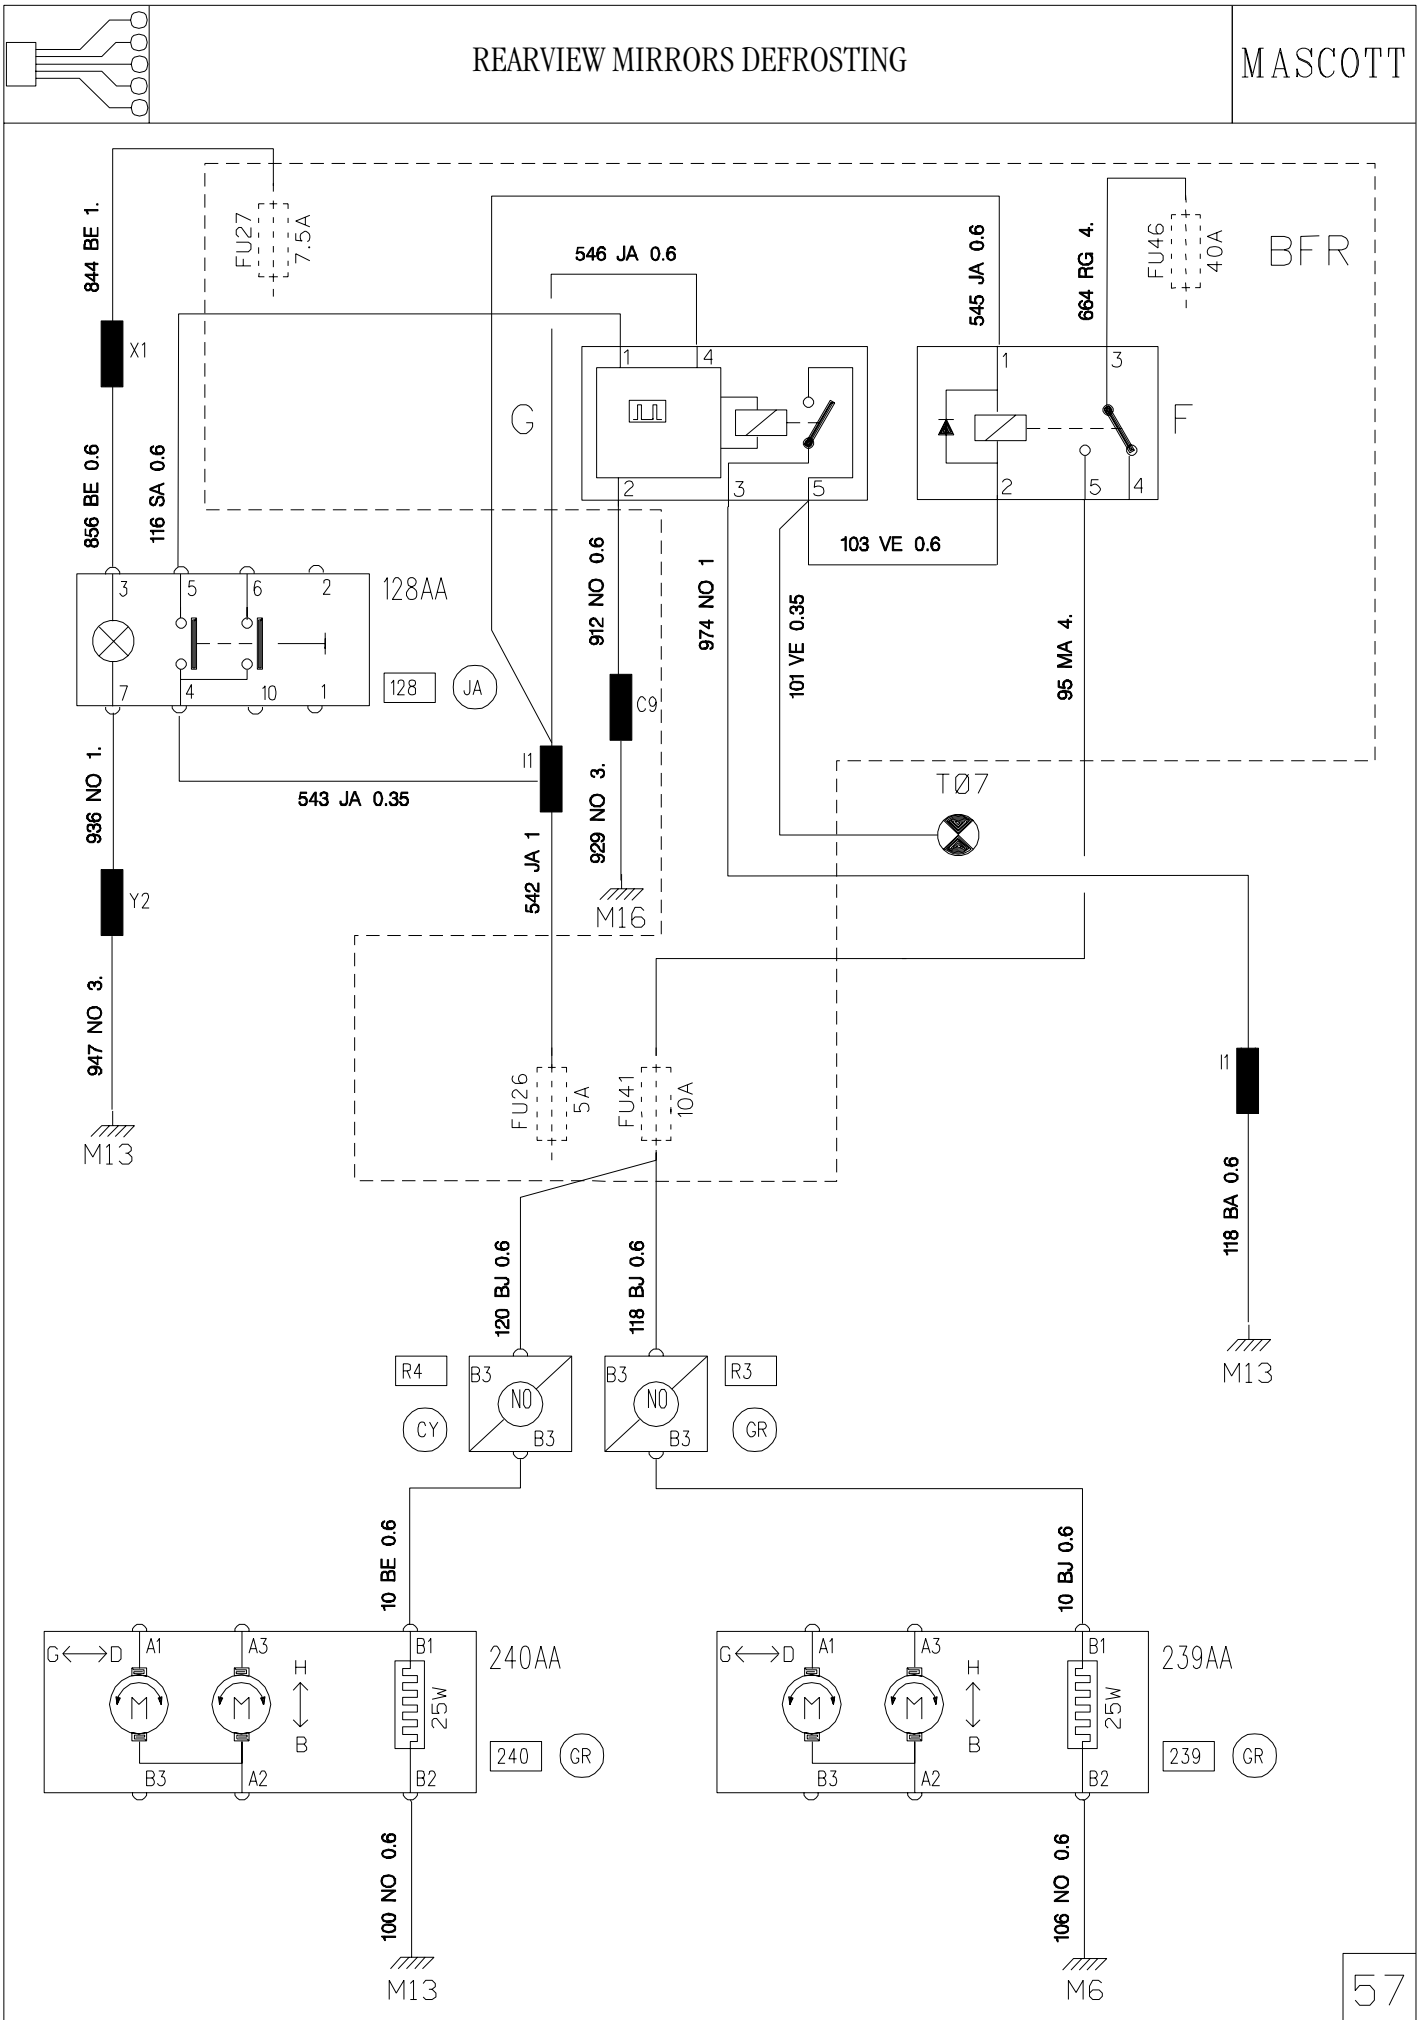 REARVIEW MIRRORS DEFROSTING
MASCOTT
844 BE 1.
FU27
7.5A
546 JA 0.6
545 JA 0.6
664 RG 4.
FU46
40A
BFR
X1
856 BE 0.6
116 SA 0.6
G
1
4
2
3
5
F
1
3
2
5
4
103 VE 0.6
912 NO 0.6
974 NO 1
101 VE 0.35
95 MA 4.
3
5
6
2
128AA
7
4
10
1
128
JA
C9
I1
936 NO 1.
543 JA 0.35
929 NO 3.
TØ7
542 JA 1
Y2
M16
947 NO 3.
M13
FU26
5A
FU41
10A
I1
118 BA 0.6
M13
120 BJ 0.6
118 BJ 0.6
R4
B3
NO
B3
CY
B3
NO
B3
R3
GR
10 BE 0.6
10 BJ 0.6
G
D
A1
A3
B1
M
M
H
B
25W
B3
A2
B2
240AA
240
GR
G
D
A1
A3
B1
M
M
H
B
25W
B3
A2
B2
239AA
239
GR
100 NO 0.6
106 NO 0.6
M13
M6
57